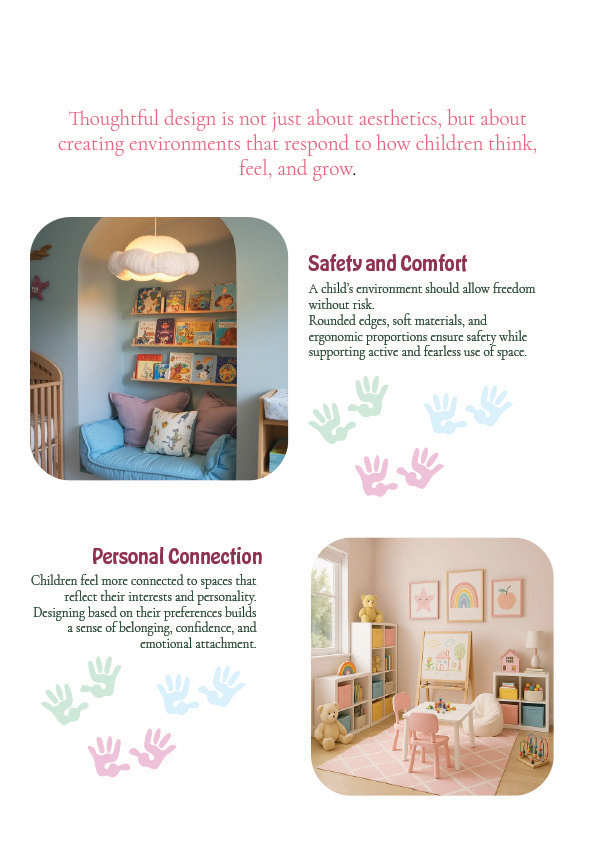 Thoughtful design is not just about aesthetics, but about
creating environments that respond to how children think,
feel, and grow.
Safety and Comfort
A child’s environment should allow freedom
without risk.
Rounded edges, soft materials, and
ergonomic proportions ensure safety while
supporting active and fearless use of space.
Personal Connection
Children feel more connected to spaces that
reflect their interests and personality.
Designing based on their preferences builds
a sense of belonging, confidence, and
emotional attachment.